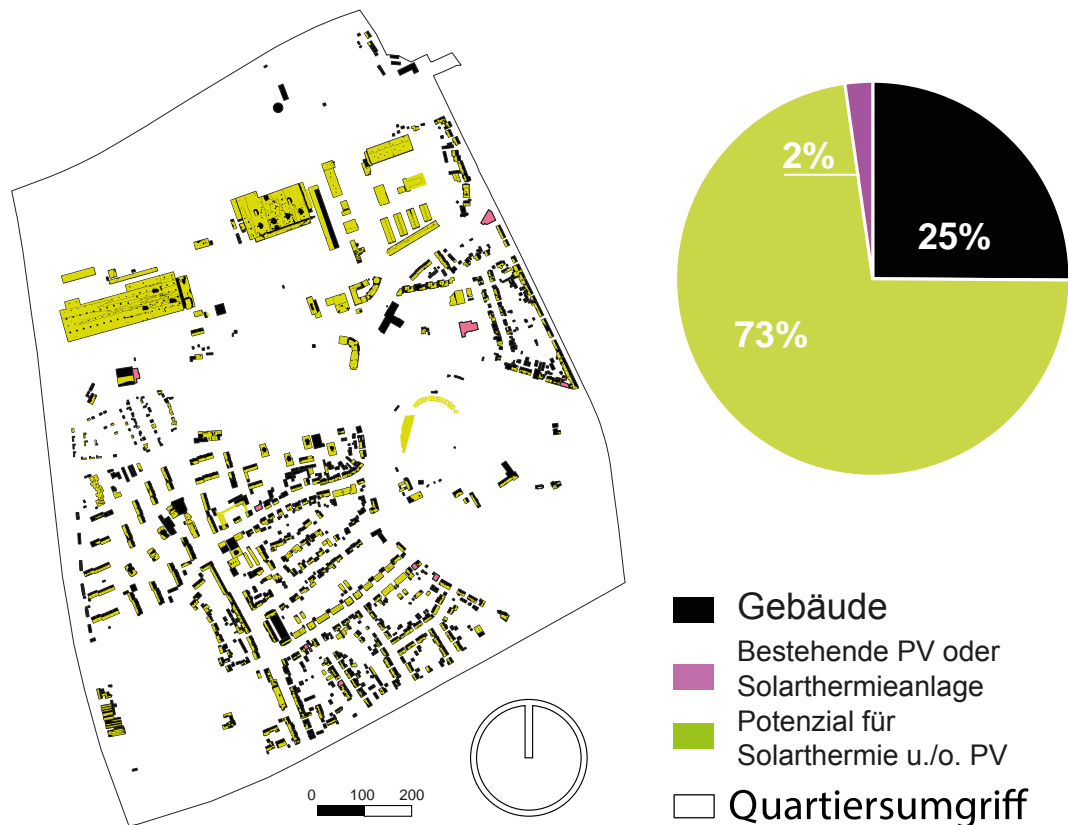 2%
25%
73%
Gebäude
Bestehende PV oder
Solarthermieanlage
Potenzial für
Solarthermie u./o. PV
Quartiersumgriff
0 100 200